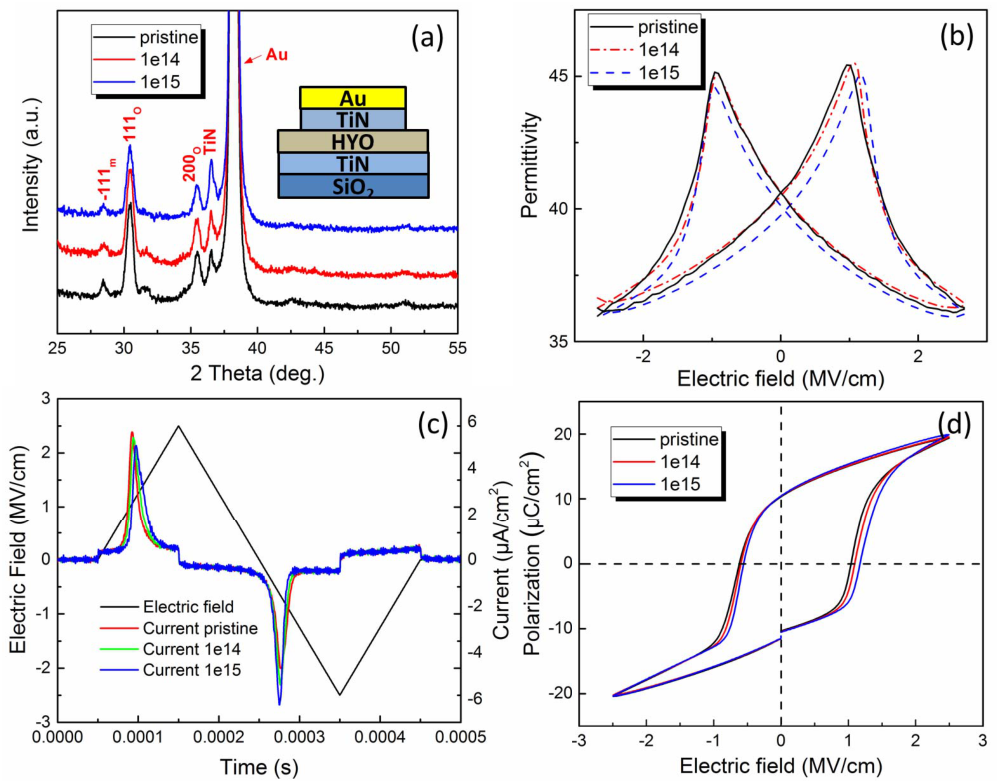 (a)
pristine
1e14
1e15
Au
-111m
111O
200O
TiN
Au
TiN
HYO
TiN
SiO2
Intensity (a.u.)
25 30 35 40 45 50 55
2 Theta (deg.)
(b)
pristine
1e14
1e15
Permittivity
45
40
35
-2 0 2
Electric field (MV/cm)
(c)
Electric Field (MV/cm)
3
2
1
0
-1
-2
-3
Current (μA/cm²)
6
5
3
2
0
-2
-3
-5
-6
Electric field
Current pristine
Current 1e14
Current 1e15
0.0000 0.0001 0.0002 0.0003 0.0004 0.0005
Time (s)
(d)
pristine
1e14
1e15
Polarization (μC/cm²)
20
10
0
-10
-20
-3 -2 -1 0 1 2 3
Electric field (MV/cm)